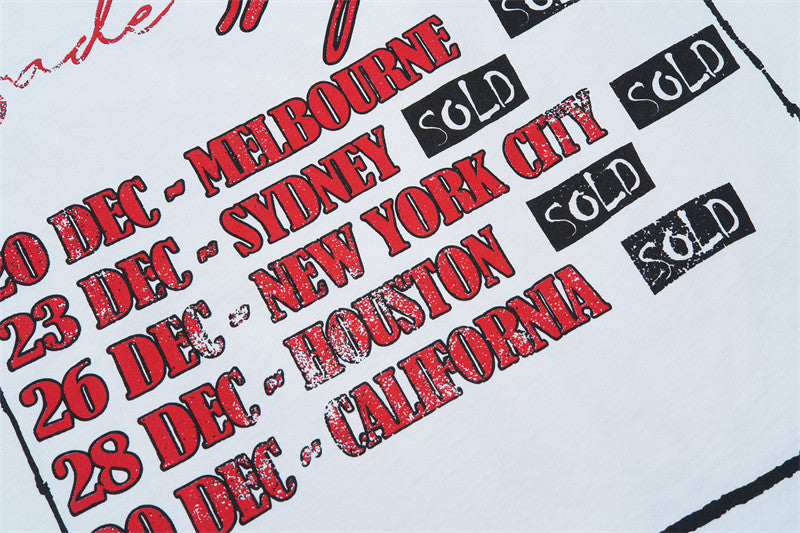 20 DEC - MELBOURNE SOLD
23 DEC - SYDNEY SOLD
26 DEC - NEW YORK CITY SOLD
28 DEC - HOUSTON SOLD
DEC - CALIFORNIA SOLD